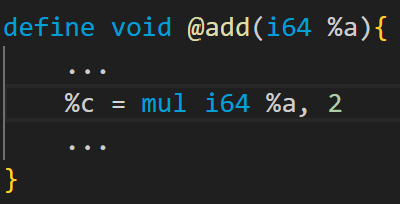 define void @add(i64 %a){
...
%c = mul i64 %a, 2
...
}